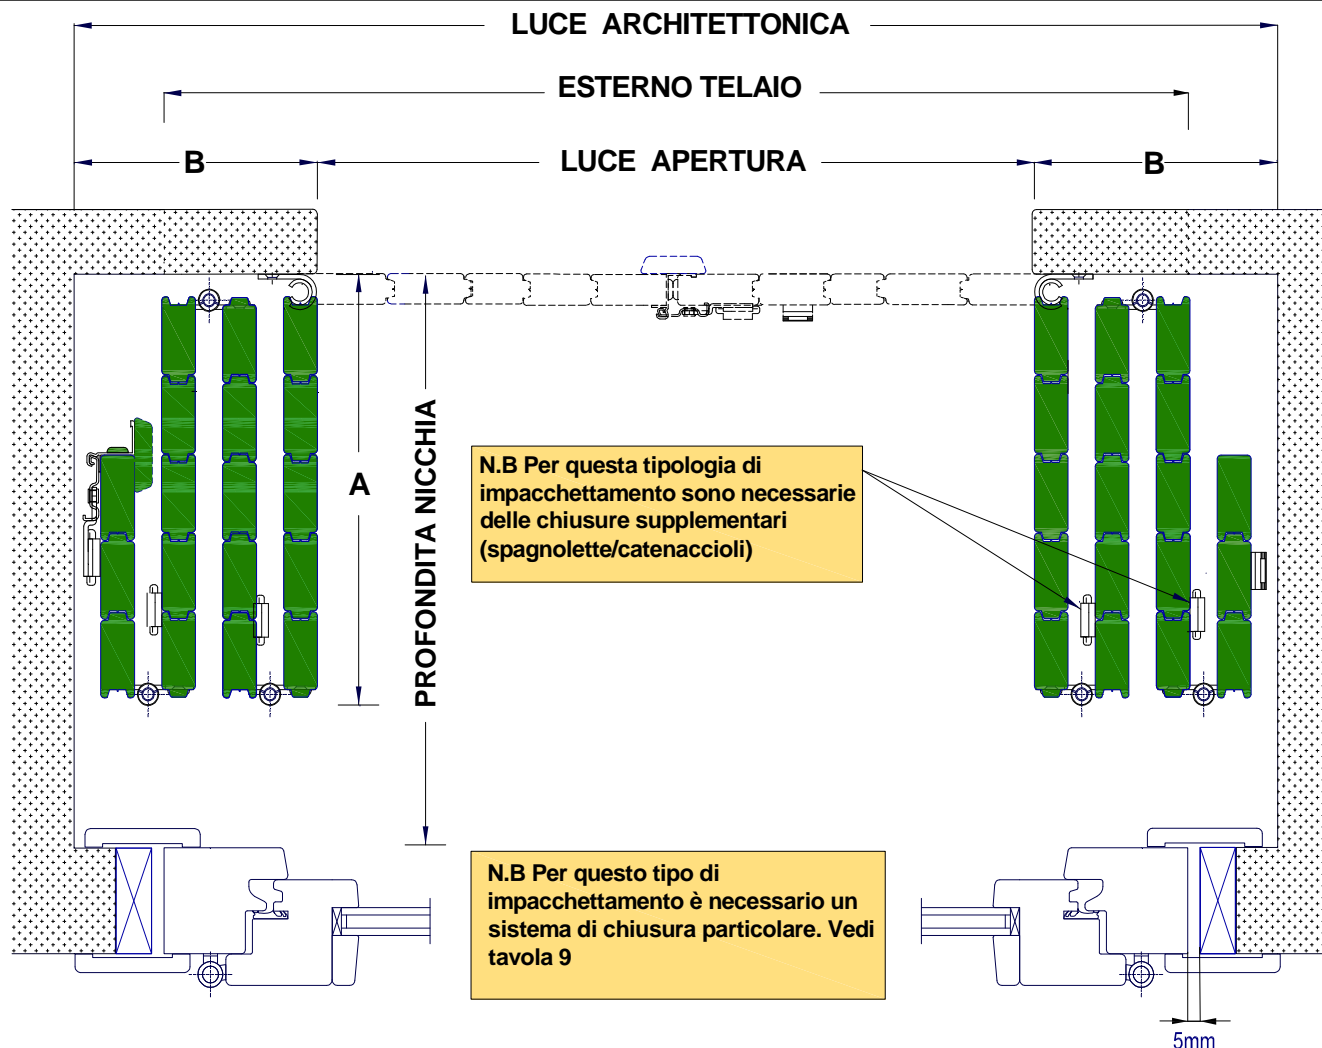 LUCE ARCHITETTONICA
ESTERNO TELAIO
B
LUCE APERTURA
B
A
PROFONDITA NICCHIA
N.B Per questa tipologia di
impacchettamento sono necessarie
delle chiusure supplementari
(spagnolette/catenaccioli)
N.B Per questo tipo di
impacchettamento è necessario un
sistema di chiusura particolare. Vedi
tavola 9
5mm